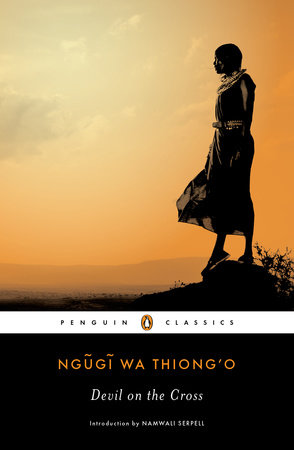 PENGUIN CLASSICS
NGŨGĨ WA THIONG'O
Devil on the Cross
Introduction by NAMWALI SERPELL